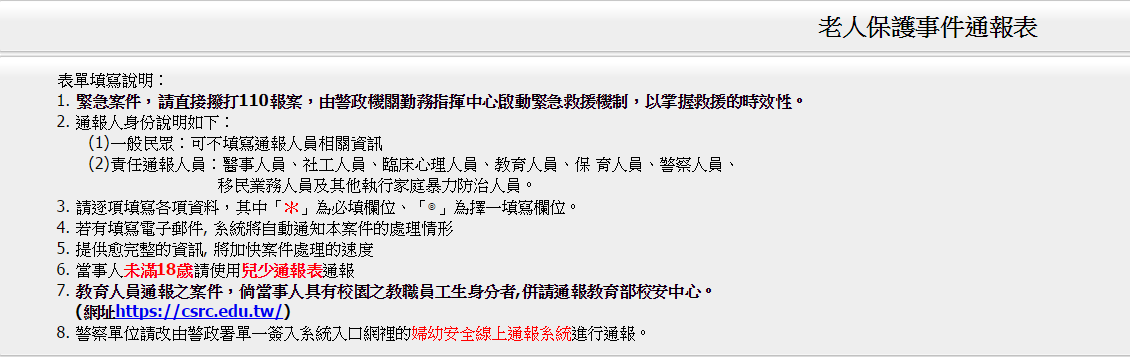 老人保護事件通報表
表單填寫說明：
1. 緊急案件，請直接撥打110報案，由警政機關勤務指揮中心啟動緊急救援機制，以掌握救援的時效性。
2. 通報人身份說明如下：
(1)一般民眾：可不填寫通報人員相關資訊
(2)責任通報人員：醫事人員、社工人員、臨床心理人員、教育人員、保 育人員、警察人員、
移民業務人員及其他執行家庭暴力防治人員。
3. 請逐項填寫各項資料，其中「＊」為必填欄位、「◎」為擇一填寫欄位。
4. 若有填寫電子郵件, 系統將自動通知本案件的處理情形
5. 提供愈完整的資訊, 將加快案件處理的速度
6. 當事人未滿18歲請使用兒少通報表通報
7. 教育人員通報之案件，倘當事人具有校園之教職員工生身分者,併請通報教育部校安中心。
(網址https://csrc.edu.tw/)
8. 警察單位請改由警政署單一簽入系統入口網裡的婦幼安全線上通報系統進行通報。